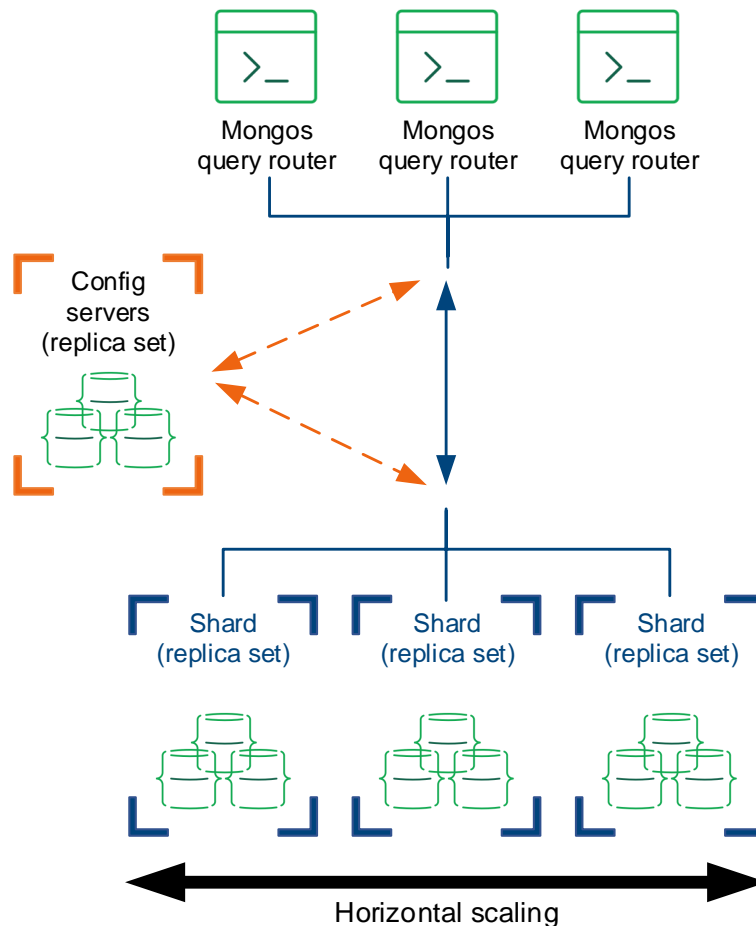 >_
>_
>_
Mongos
query router
Mongos
query router
Mongos
query router
Config
servers
(replica set)
Shard
(replica set)
Shard
(replica set)
Shard
(replica set)
Horizontal scaling